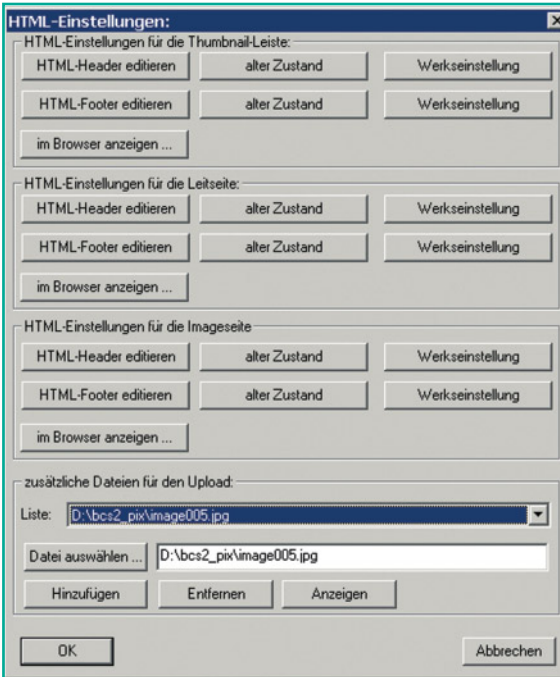 HTML-Einstellungen:
HTML-Einstellungen für die Thumbnail-Leiste:
HTML-Header editieren alter Zustand Werkseinstellung
HTML-Footer editieren alter Zustand Werkseinstellung
im Browser anzeigen ...
HTML-Einstellungen für die Leitseite:
HTML-Header editieren alter Zustand Werkseinstellung
HTML-Footer editieren alter Zustand Werkseinstellung
im Browser anzeigen ...
HTML-Einstellungen für die Imageseite
HTML-Header editieren alter Zustand Werkseinstellung
HTML-Footer editieren alter Zustand Werkseinstellung
im Browser anzeigen ...
zusätzliche Dateien für den Upload:
Liste: D:\bcs2_pix\image005.jpg
Datei auswählen ... D:\bcs2_pix\image005.jpg
Hinzufügen Entfernen Anzeigen
OK Abbrechen